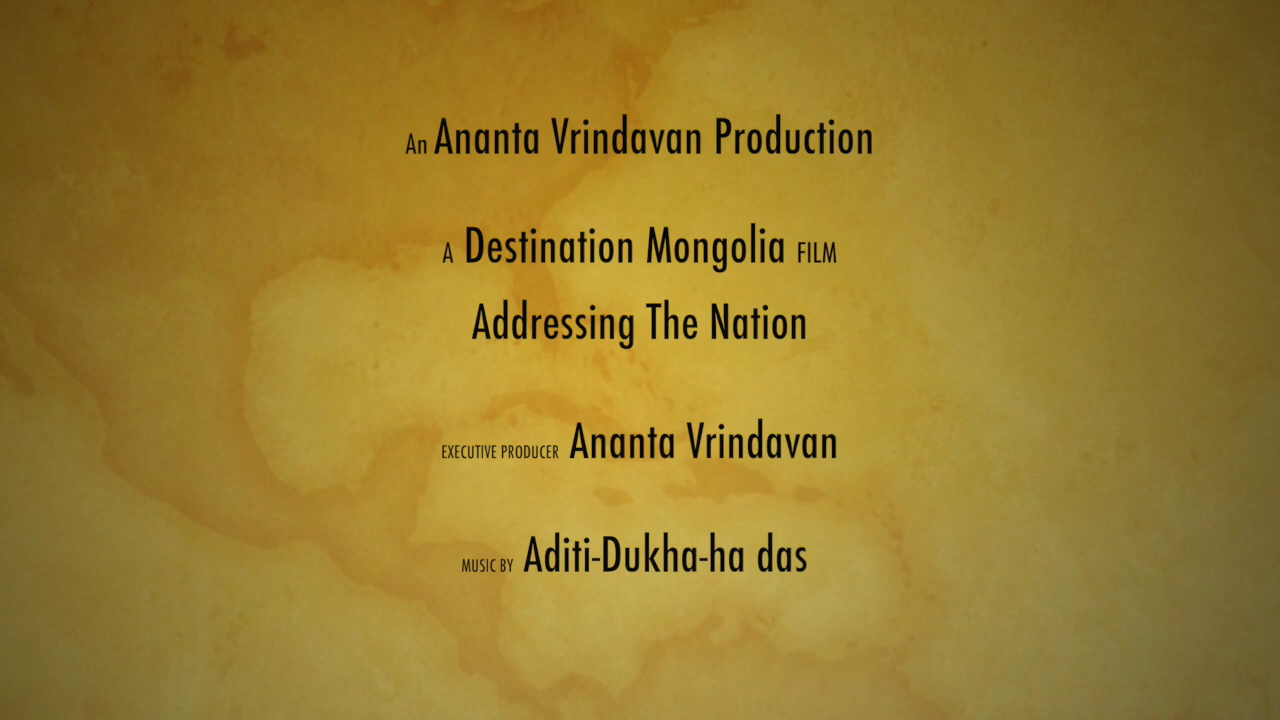 An Ananta Vrindavan Production
A Destination Mongolia FILM
Addressing The Nation
EXECUTIVE PRODUCER Ananta Vrindavan
MUSIC BY Aditi-Dukha-ha das